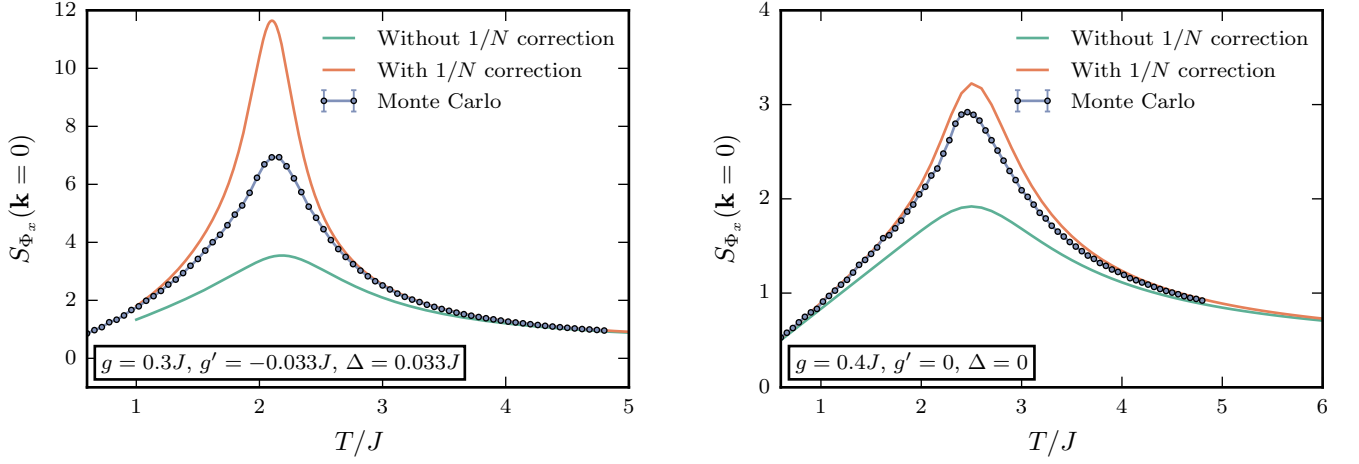 12
10
8
6
4
2
0
S_{Φ_x}(k = 0)
Without 1/N correction
With 1/N correction
Monte Carlo
g = 0.3J, g′ = −0.033J, Δ = 0.033J
1 2 3 4 5
T/J
4
3
2
1
0
S_{Φ_x}(k = 0)
Without 1/N correction
With 1/N correction
Monte Carlo
g = 0.4J, g′ = 0, Δ = 0
1 2 3 4 5 6
T/J